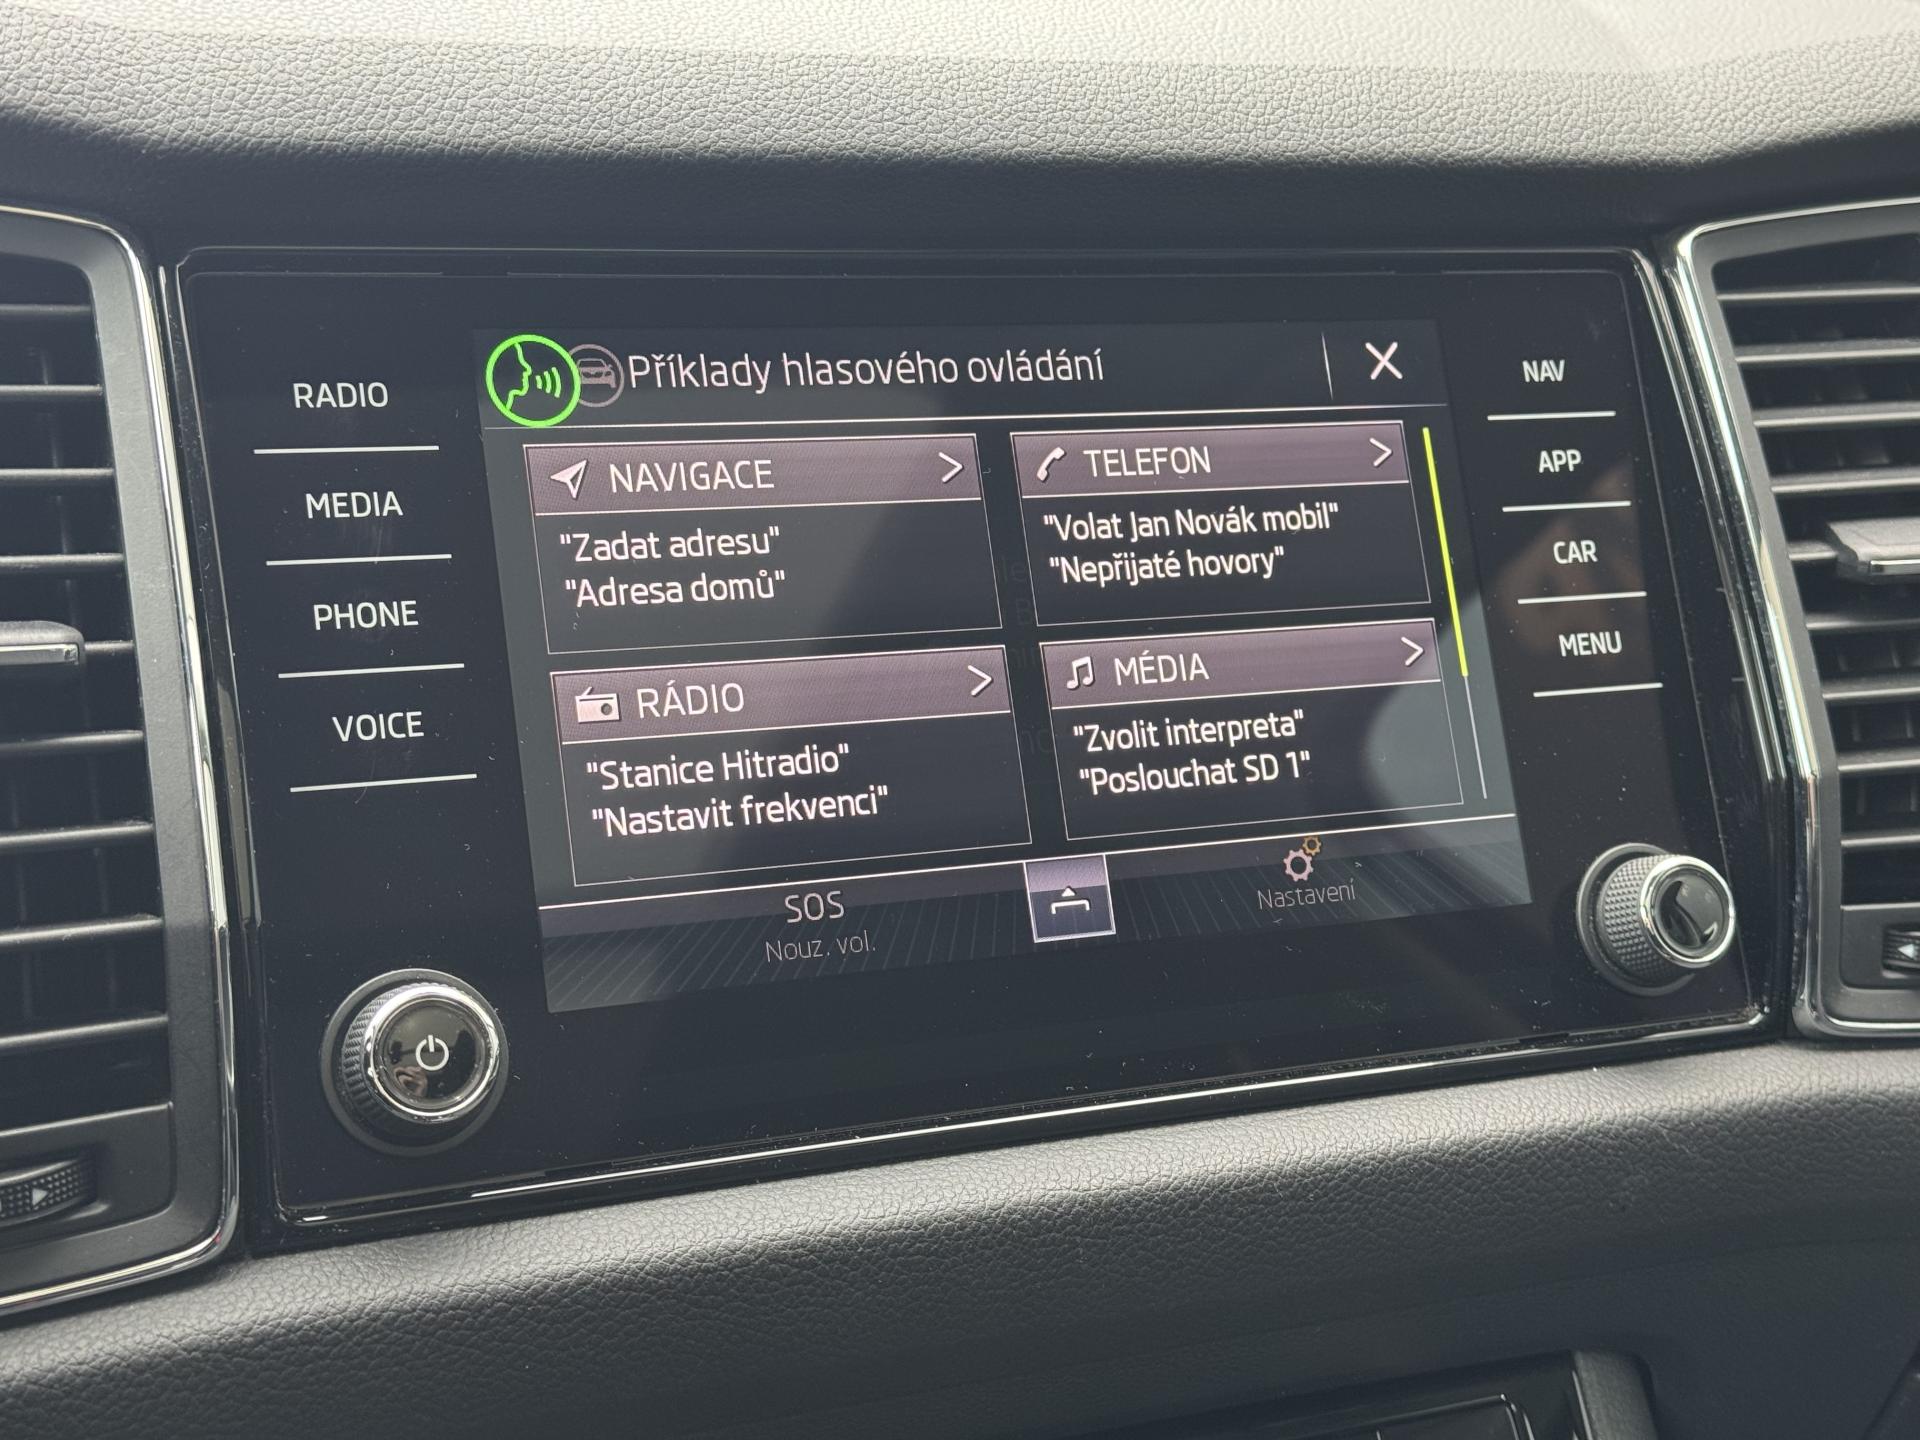 RADIO
MEDIA
PHONE
VOICE
Příklady hlasového ovládání
NAVIGACE
"Zadat adresu"
"Adresa domů"
TELEFON
"Volat Jan Novák mobil"
"Nepřijaté hovory"
RÁDIO
"Stanice Hitradio"
"Nastavit frekvenci"
MÉDIA
"Zvolit interpreta"
"Poslouchat SD 1"
SOS
Nouz. vol.
Nastavení
NAV
APP
CAR
MENU